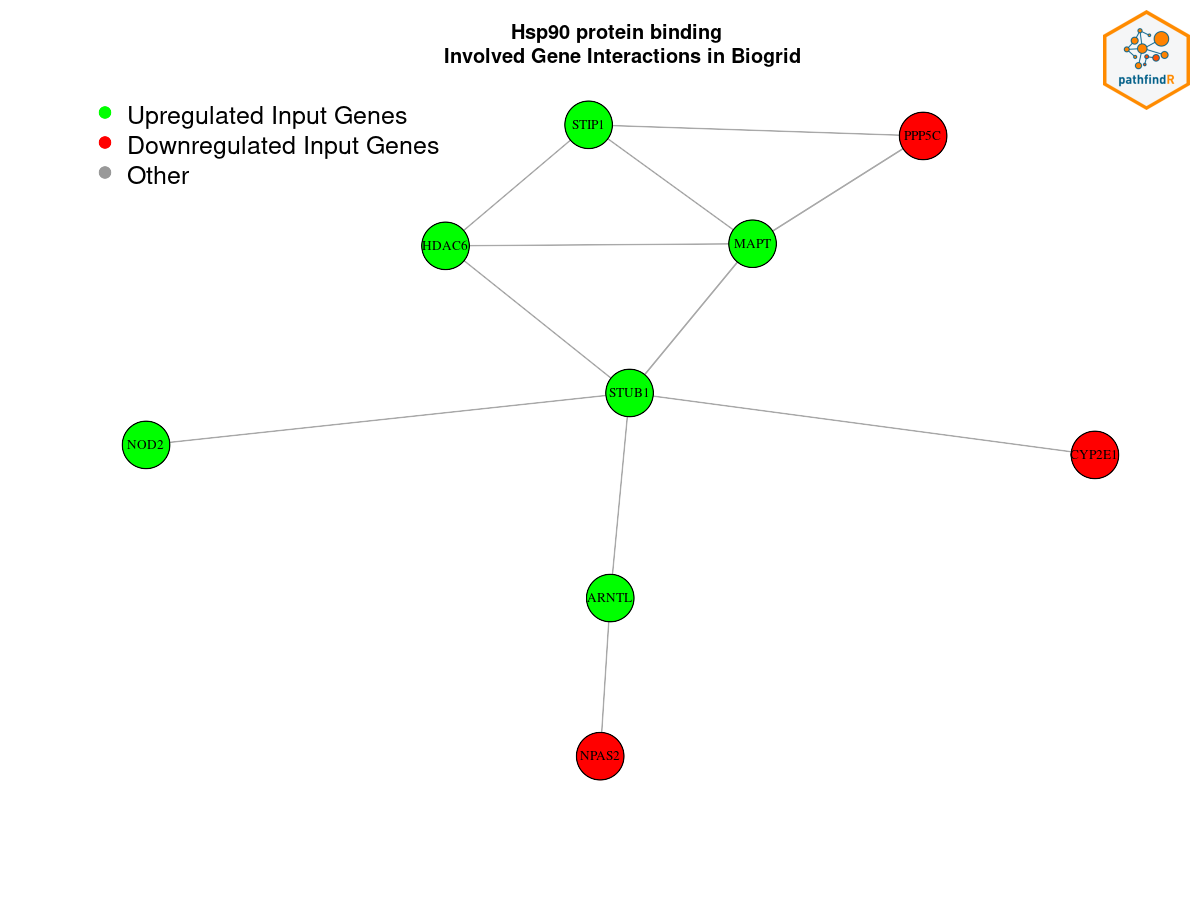 Hsp90 protein binding
Involved Gene Interactions in Biogrid
pathfindR
Upregulated Input Genes
Downregulated Input Genes
Other
STIP1
PPP5C
HDAC6
MAPT
STUB1
NOD2
CYP2E1
ARNTL
NPAS2